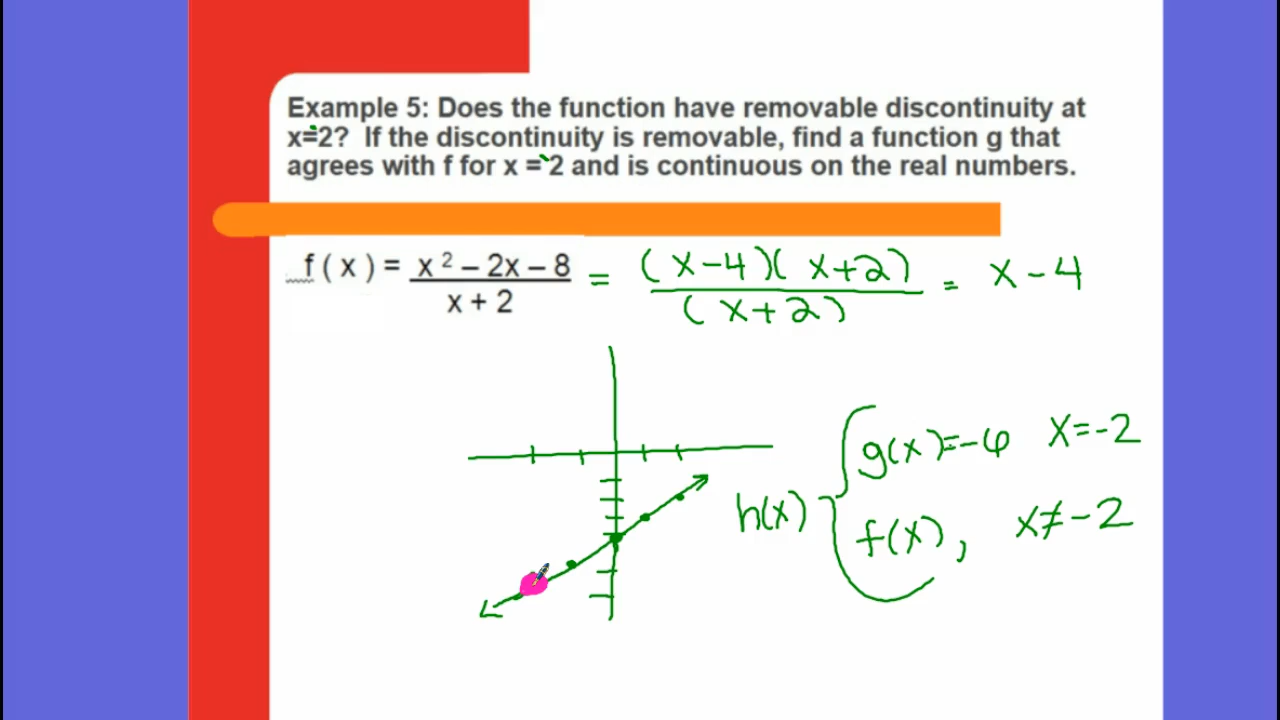 Example 5: Does the function have removable discontinuity at
x=-2? If the discontinuity is removable, find a function g that
agrees with f for x =-2 and is continuous on the real numbers.
f ( x ) = x² – 2x – 8 / x + 2 = (x-4)(x+2) / (x+2) = x-4
g(x)=-6 x=-2
h(x)
f(x), x≠-2